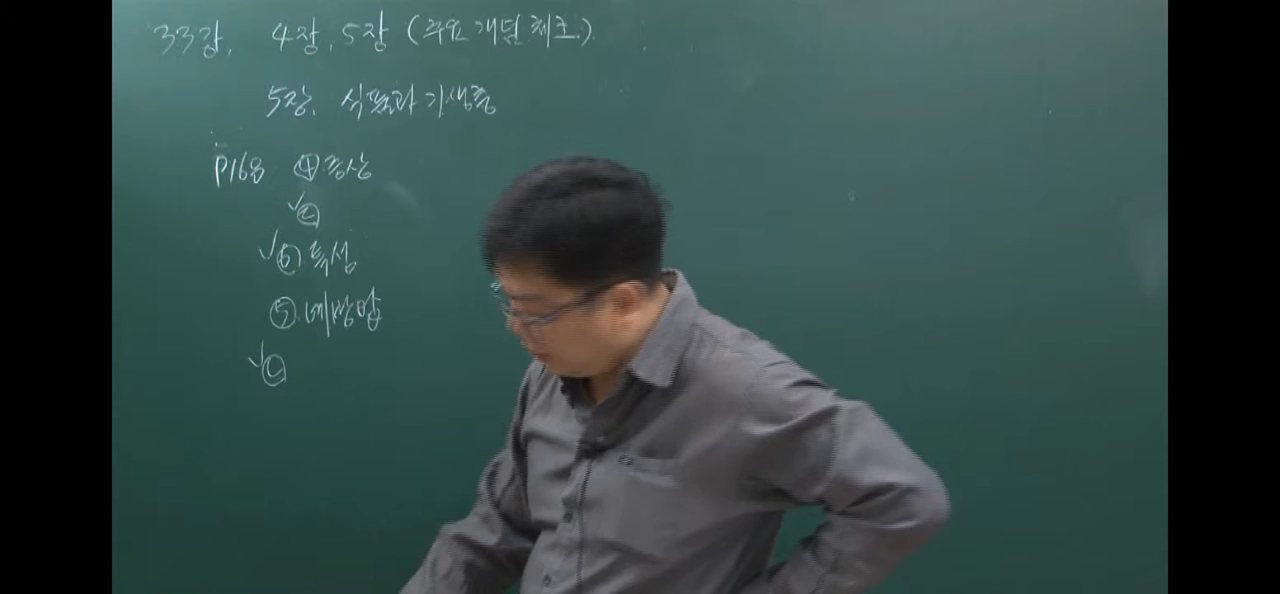 33강, 4장, 5장 (주요개념 체크)
5장, 식품과 기생충
P168 ④ 증상
✓②
✓⑥ 특성
⑤ 예방법
✓